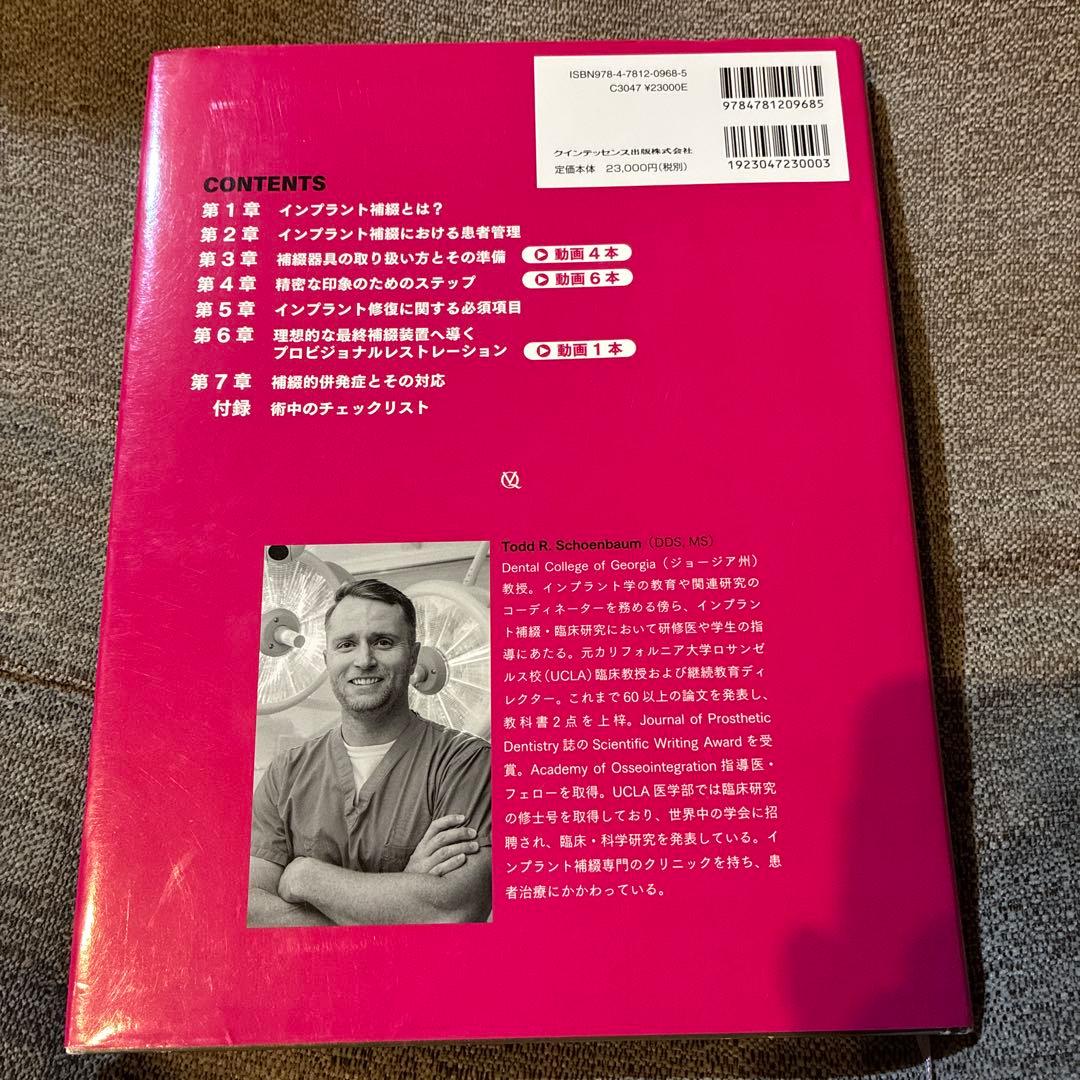 ISBN978-4-7812-0968-5
C3047 ¥23000E
9784781209685
クインテッセンス出版株式会社
定価本体 23,000円(税別)
1923047230003
CONTENTS
第1章 インプラント補綴とは?
第2章 インプラント補綴における患者管理
第3章 補綴器具の取り扱い方とその準備 動画4本
第4章 精密な印象のためのステップ 動画6本
第5章 インプラント修復に関する必須項目
第6章 理想的な最終補綴装置へ導く
プロビジョナルレストレーション 動画1本
第7章 補綴的併発症とその対応
付録 術中のチェックリスト
Todd R. Schoenbaum(DDS, MS)
Dental College of Georgia(ジョージア州)
教授。インプラント学の教育や関連研究の
コーディネーターを務める傍ら、インプラン
ト補綴・臨床研究において研修医や学生の指
導にあたる。元カリフォルニア大学ロサンゼ
ルス校(UCLA)臨床教授および継続教育ディ
レクター。これまで60以上の論文を発表し、
教科書2点を上梓。Journal of Prosthetic
Dentistry誌のScientific Writing Awardを受
賞。Academy of Osseointegration指導医・
フェローを取得。UCLA医学部では臨床研究
の修士号を取得しており、世界中の学会に招
聘され、臨床・科学研究を発表している。イ
ンプラント補綴専門のクリニックを持ち、患
者治療にかかわっている。